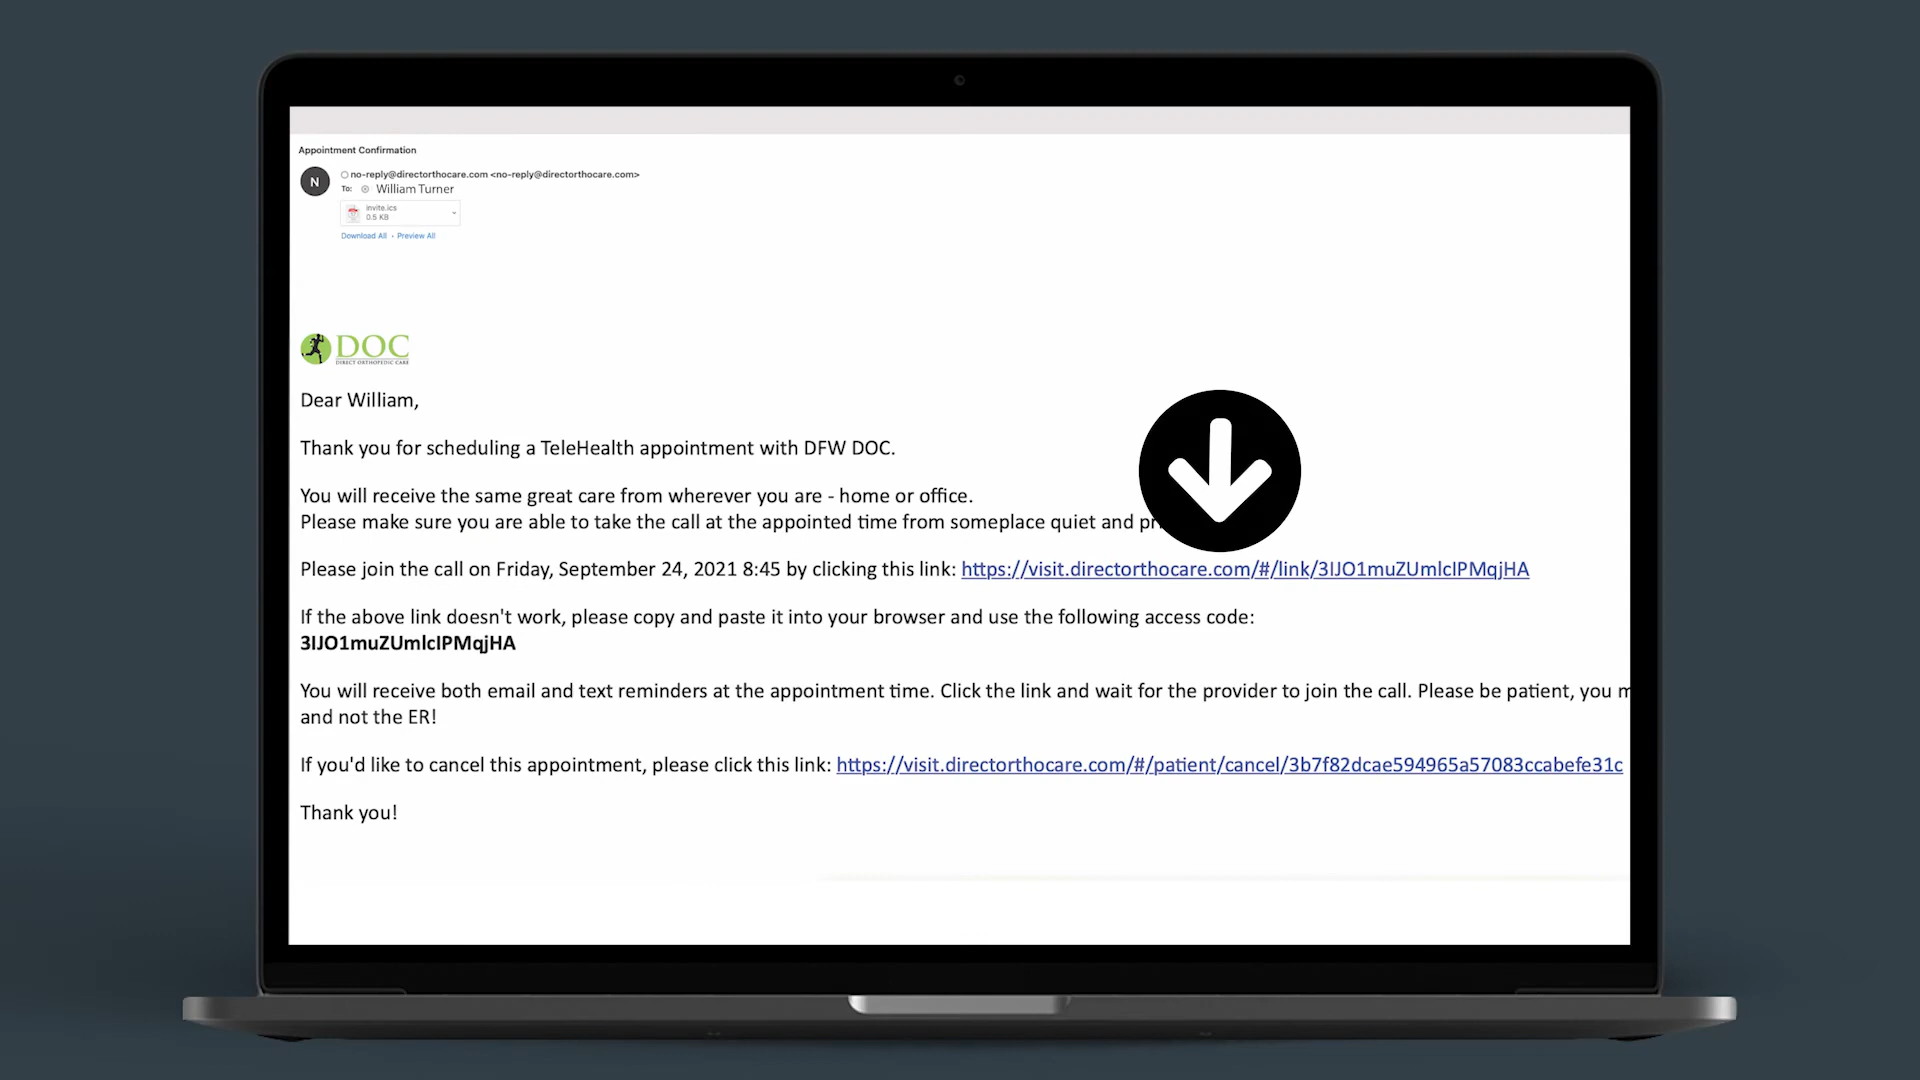 Appointment Confirmation
N
no-reply@directorthocare.com <no-reply@directorthocare.com>
To: William Turner
invite.ics
0.5 KB
Download All • Preview All
DOC
DIRECT ORTHOPEDIC CARE
Dear William,
Thank you for scheduling a TeleHealth appointment with DFW DOC.
You will receive the same great care from wherever you are - home or office.
Please make sure you are able to take the call at the appointed time from someplace quiet and
Please join the call on Friday, September 24, 2021 8:45 by clicking this link: https://visit.directorthocare.com/#/link/3IJO1muZUmlcIPMqjHA
If the above link doesn't work, please copy and paste it into your browser and use the following access code:
3IJO1muZUmlcIPMqjHA
You will receive both email and text reminders at the appointment time. Click the link and wait for the provider to join the call. Please be patient, you
and not the ER!
If you'd like to cancel this appointment, please click this link: https://visit.directorthocare.com/#/patient/cancel/3b7f82dcae594965a57083ccabefe31c
Thank you!